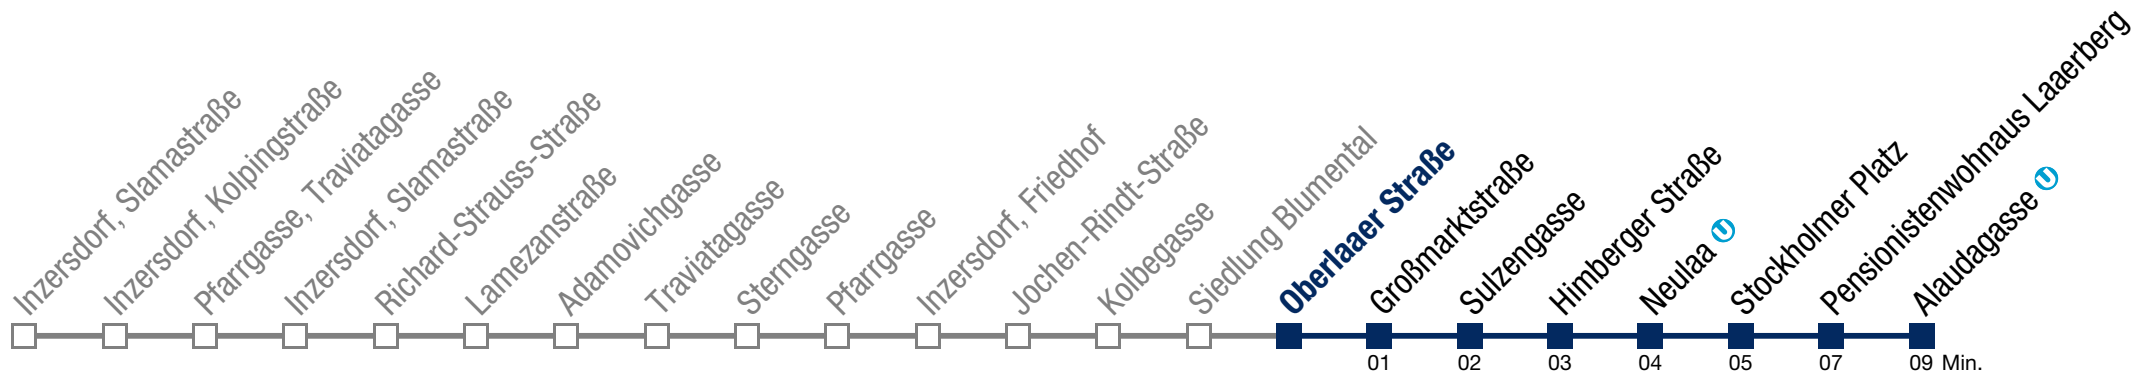 Inzersdorf, Slamastraße
Inzersdorf, Kolpingstraße
Pfarrgasse, Traviatagasse
Inzersdorf, Slamastraße
Richard-Strauss-Straße
Lamezanstraße
Adamovichgasse
Traviatagasse
Sterngasse
Pfarrgasse
Inzersdorf, Friedhof
Jochen-Rindt-Straße
Kolbegasse
Siedlung Blumental
Oberlaaer Straße
Großmarktstraße
Sulzengasse
Himberger Straße
Neulaa U
Stockholmer Platz
Pensionistenwohnhaus Laaerberg
Alaudagasse U
01 02 03 04 05 07 09 Min.